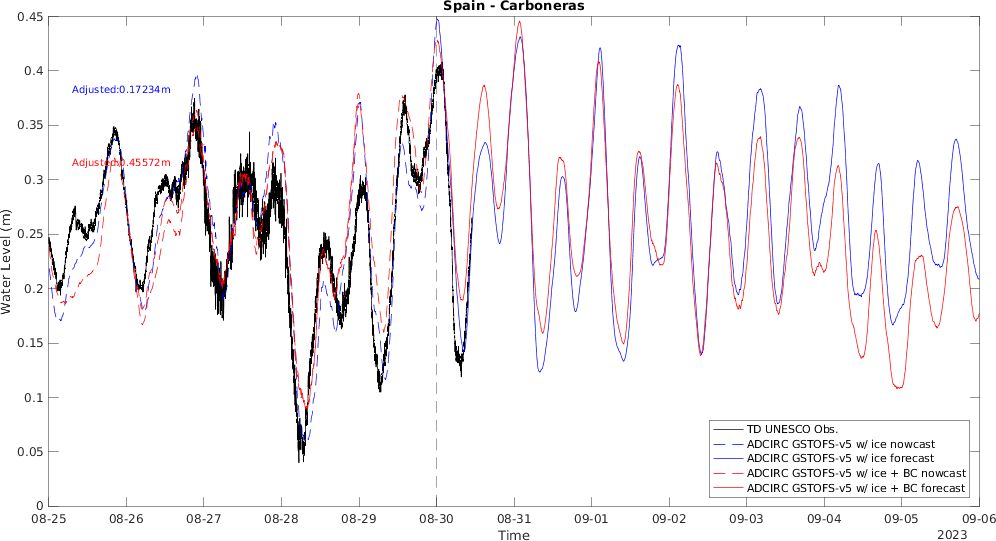 Spain - Carboneras
0.45
0.4
0.35
0.3
0.25
0.2
0.15
0.1
0.05
0
Water Level (m)
Adjusted:0.17234m
Adjusted:0.45572m
TD UNESCO Obs.
ADCIRC GSTOFS-v5 w/ ice nowcast
ADCIRC GSTOFS-v5 w/ ice forecast
ADCIRC GSTOFS-v5 w/ ice + BC nowcast
ADCIRC GSTOFS-v5 w/ ice + BC forecast
08-25 08-26 08-27 08-28 08-29 08-30 08-31 09-01 09-02 09-03 09-04 09-05 09-06
Time
2023